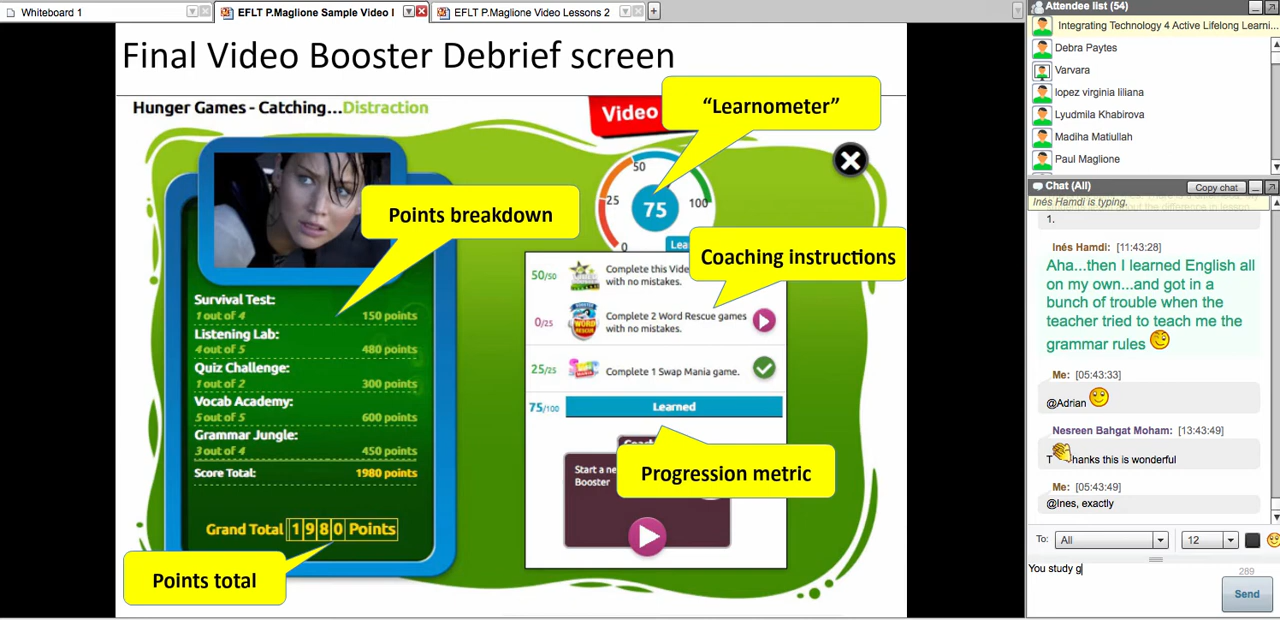 Whiteboard 1
EFLT P.Maglione Sample Video l
EFLT P.Maglione Video Lessons 2
Final Video Booster Debrief screen
Hunger Games - Catching...Distraction
Video
"Learnometer"
0
25
50
75
100
Points breakdown
Survival Test:
1 out of 4 150 points
Listening Lab:
4 out of 5 480 points
Quiz Challenge:
1 out of 2 300 points
Vocab Academy:
5 out of 5 600 points
Grammar Jungle:
3 out of 4 450 points
Score Total: 1980 points
Grand Total 1980 Points
Points total
Coaching instructions
50/50 Complete this
with no mistakes.
0/25 WORD RESCUE Complete 2 Word Rescue games
with no mistakes.
25/25 Complete 1 Swap Mania game.
75/100 Learned
Progression metric
Start a
Booster
Attendee list (54)
Integrating Technology 4 Active Lifelong Learni...
Debra Paytes
Varvara
lopez virginia liliana
Lyudmila Khabirova
Madiha Matiullah
Paul Maglione
Chat (All)
Copy chat
Inés Hamdi is typing.
1.
Inés Hamdi: [11:43:28]
Aha...then I learned English all
on my own...and got in a
bunch of trouble when the
teacher tried to teach me the
grammar rules
Me: [05:43:33]
@Adrian
Nesreen Bahgat Moham: [13:43:49]
Thanks this is wonderful
Me: [05:43:49]
@Ines, exactly
To: All 12
You study g
289
Send